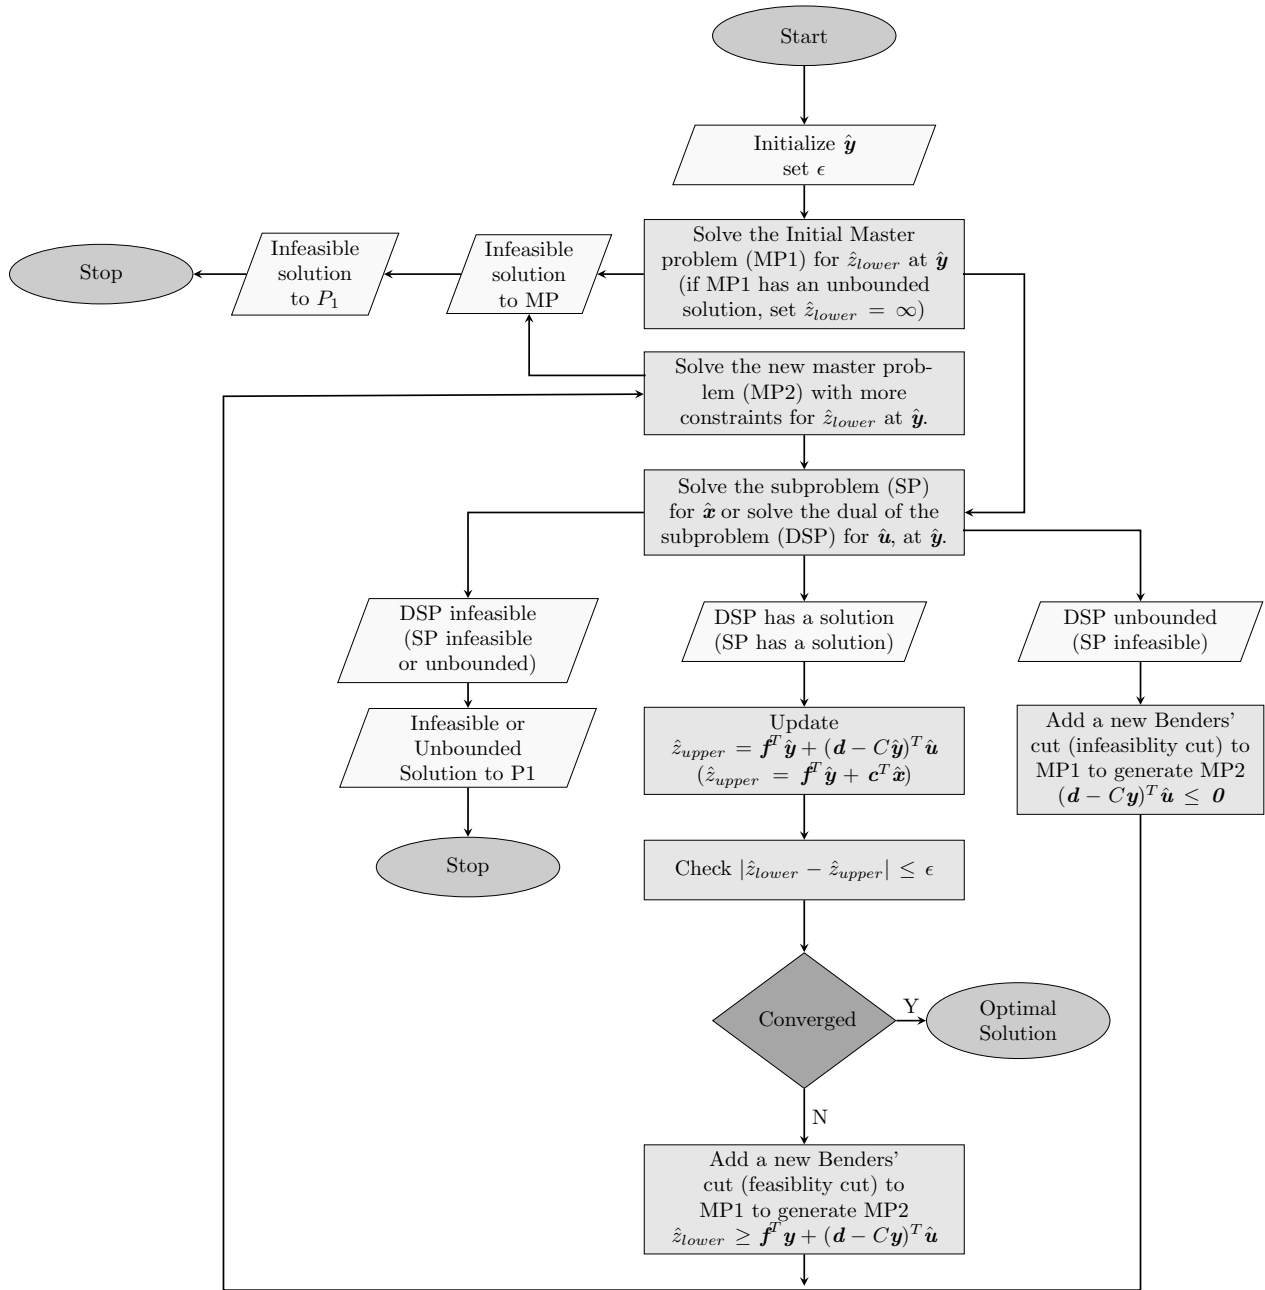 Start
Initialize ŷ
set ϵ
Solve the Initial Master
problem (MP1) for ẑ_lower at ŷ
(if MP1 has an unbounded
solution, set ẑ_lower = ∞)
Infeasible
solution
to MP
Infeasible
solution
to P₁
Stop
Solve the new master prob-
lem (MP2) with more
constraints for ẑ_lower at ŷ.
Solve the subproblem (SP)
for x̂ or solve the dual of the
subproblem (DSP) for û, at ŷ.
DSP infeasible
(SP infeasible
or unbounded)
DSP has a solution
(SP has a solution)
DSP unbounded
(SP infeasible)
Infeasible or
Unbounded
Solution to P1
Stop
Update
ẑ_upper = f^T ŷ + (d − Cŷ)^T û
(ẑ_upper = f^T ŷ + c^T x̂)
Add a new Benders'
cut (infeasiblity cut) to
MP1 to generate MP2
(d − Cy)^T û ≤ 0
Check |ẑ_lower − ẑ_upper| ≤ ϵ
Converged
Y
Optimal
Solution
N
Add a new Benders'
cut (feasiblity cut) to
MP1 to generate MP2
ẑ_lower ≥ f^T y + (d − Cy)^T û